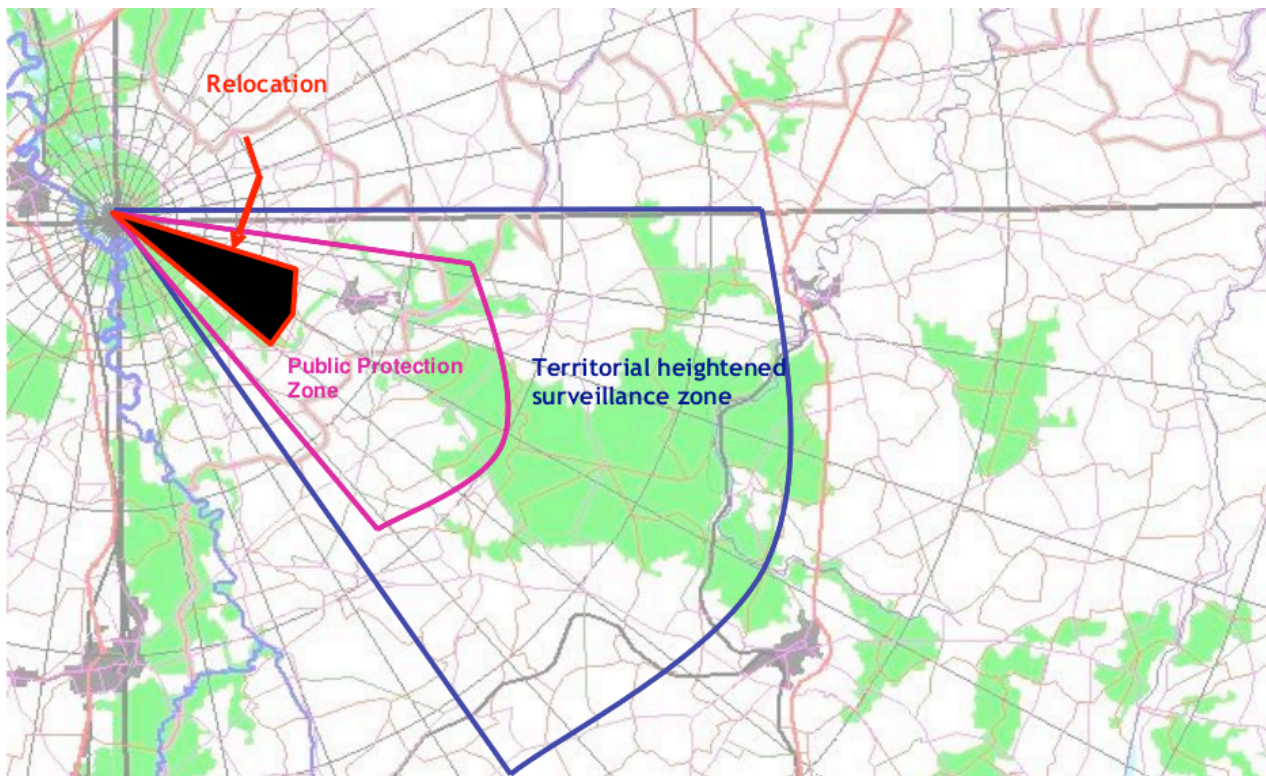 Relocation
Public Protection
Zone
Territorial heightened
surveillance zone